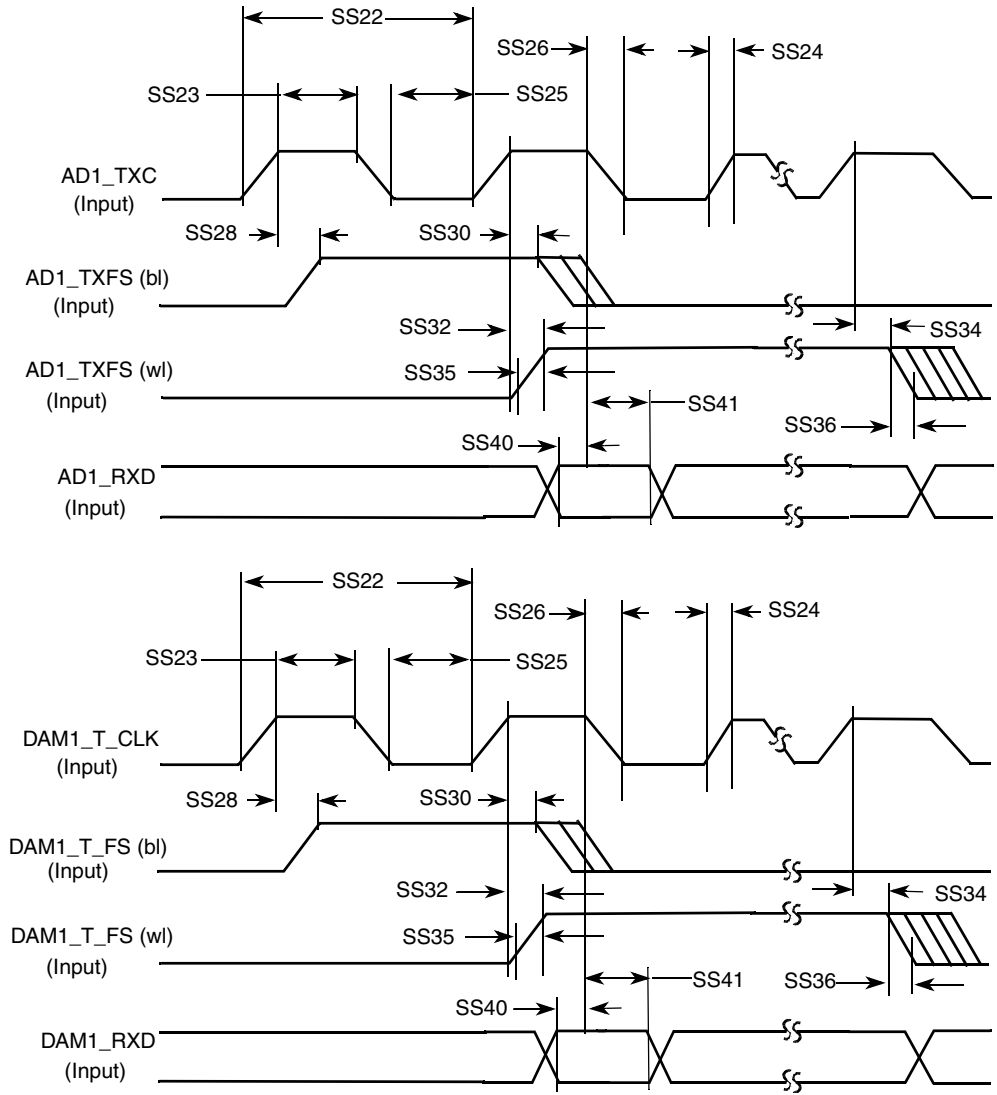 SS22
SS26
SS24
SS23
SS25
AD1_TXC
(Input)
SS28
SS30
AD1_TXFS (bl)
(Input)
SS32
SS34
AD1_TXFS (wl)
(Input)
SS35
SS41
SS36
SS40
AD1_RXD
(Input)
SS22
SS26
SS24
SS23
SS25
DAM1_T_CLK
(Input)
SS28
SS30
DAM1_T_FS (bl)
(Input)
SS32
SS34
DAM1_T_FS (wl)
(Input)
SS35
SS41
SS36
SS40
DAM1_RXD
(Input)